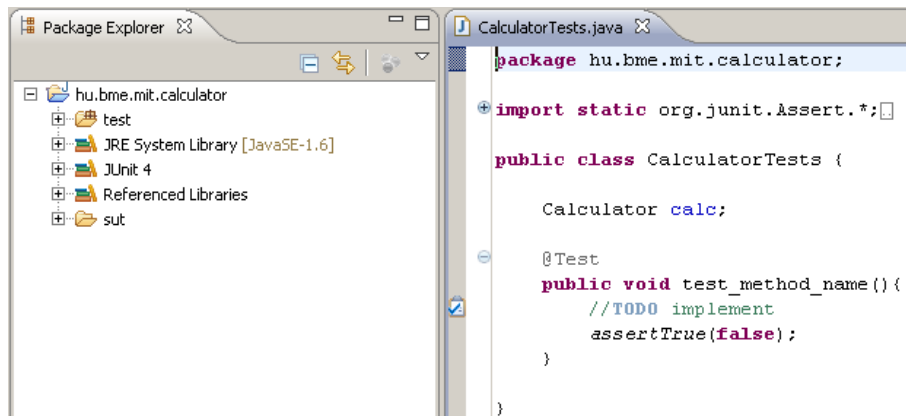 Package Explorer
hu.bme.mit.calculator
test
JRE System Library [JavaSE-1.6]
JUnit 4
Referenced Libraries
sut
CalculatorTests.java
package hu.bme.mit.calculator;
import static org.junit.Assert.*;
public class CalculatorTests {
Calculator calc;
@Test
public void test_method_name(){
//TODO implement
assertTrue(false);
}
}